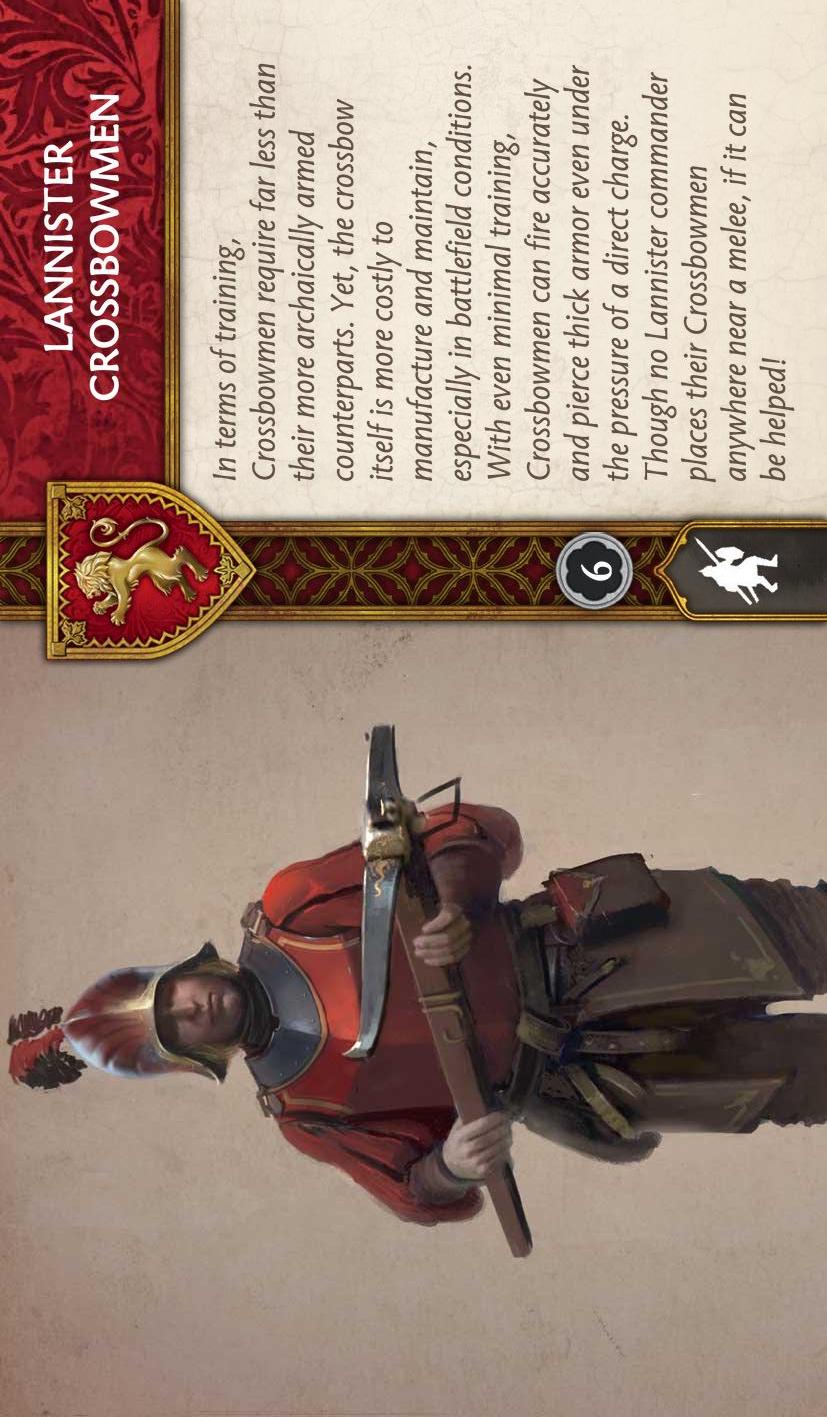 LANNISTER
CROSSBOWMEN
In terms of training,
Crossbowmen require far less than
their more archaically armed
counterparts. Yet, the crossbow
itself is more costly to
manufacture and maintain,
especially in battlefield conditions.
With even minimal training,
Crossbowmen can fire accurately
and pierce thick armor even under
the pressure of a direct charge.
Though no Lannister commander
places their Crossbowmen
anywhere near a melee, if it can
be helped!
6